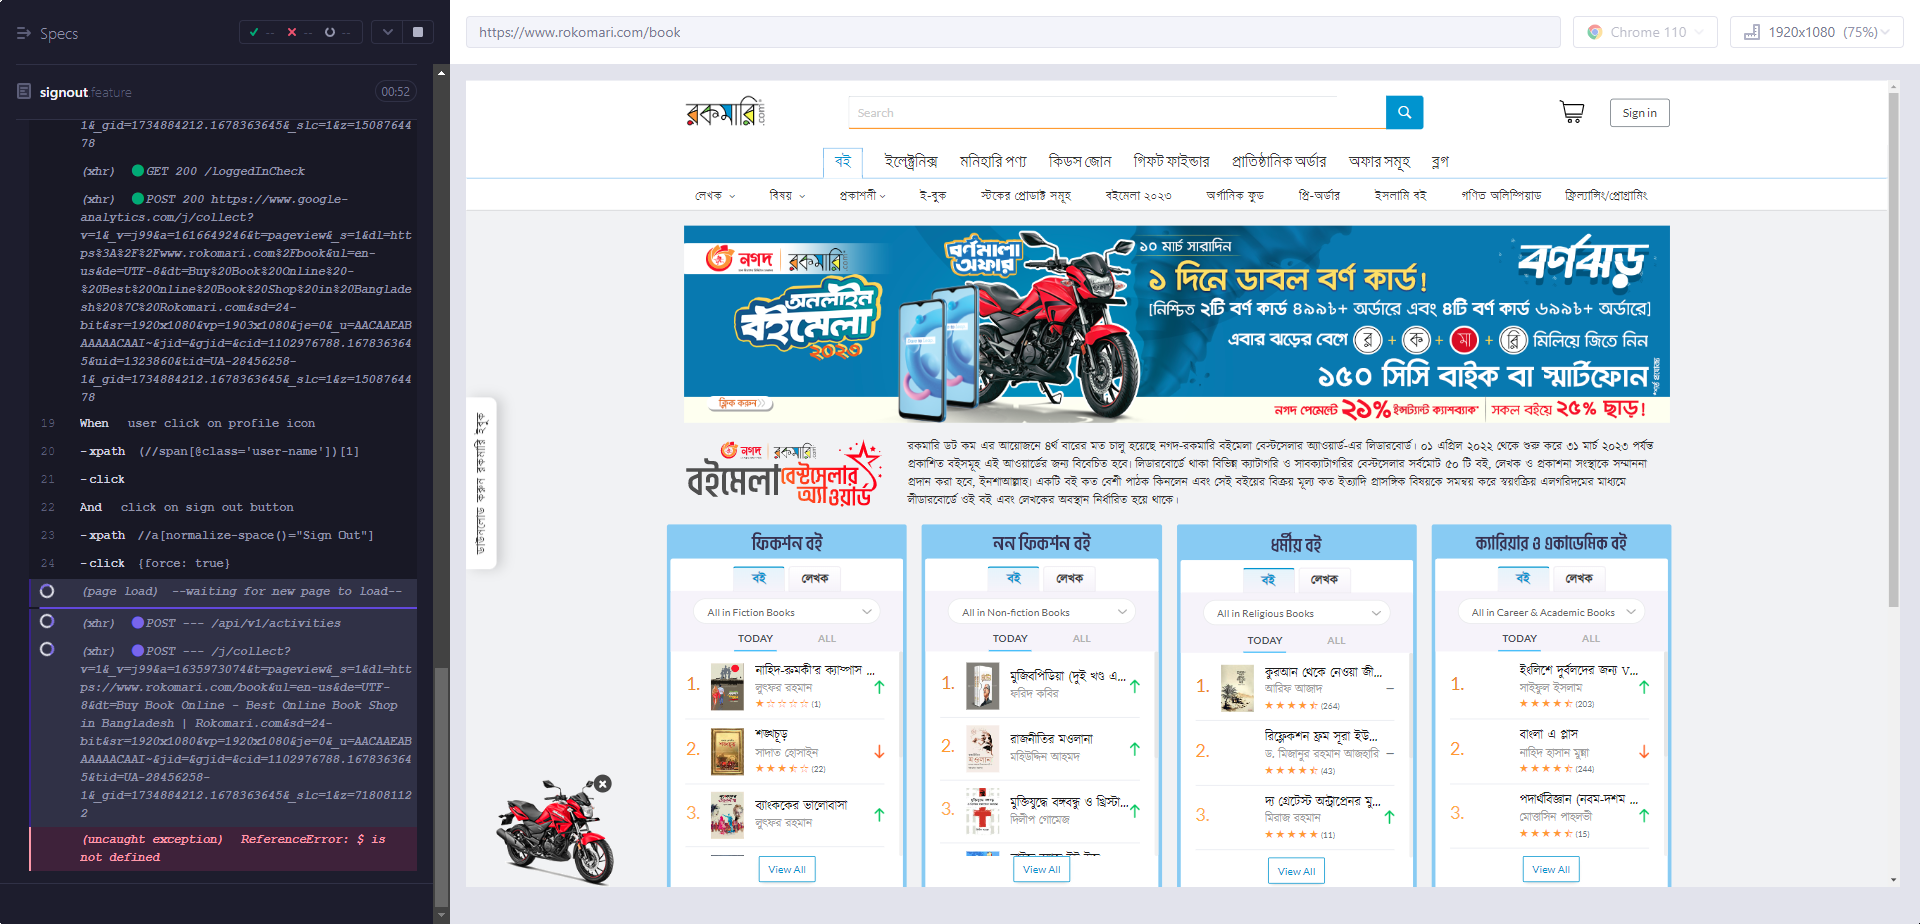 Specs
-- -- --
signout.feature
00:52
1&_gid=1734884212.1678363645&_slc=1&z=15087644
78
(xhr) GET 200 /loggedInCheck
(xhr) POST 200 https://www.google-
analytics.com/j/collect?
v=1&_v=j99&a=1616649246&t=pageview&_s=1&dl=htt
ps%3A%2F%2Fwww.rokomari.com%2Fbook&ul=en-
us&de=UTF-8&dt=Buy%20Book%20Online%20-
%20Best%20Online%20Book%20Shop%20in%20Banglade
sh%20%7C%20Rokomari.com&sd=24-
bit&sr=1920x1080&vp=1903x1080&je=0&_u=AACAAEAB
AAAAACAAI~&jid=&gjid=&cid=1102976788.167836364
5&uid=1323860&tid=UA-28456258-
1&_gid=1734884212.1678363645&_slc=1&z=15087644
78
19 When user click on profile icon
20 -xpath (//span[@class='user-name'])[1]
21 -click
22 And click on sign out button
23 -xpath //a[normalize-space()="Sign Out"]
24 -click {force: true}
(page load) --waiting for new page to load--
(xhr) POST --- /api/v1/activities
(xhr) POST --- /j/collect?
v=1&_v=j99&a=1635973074&t=pageview&_s=1&dl=htt
ps://www.rokomari.com/book&ul=en-us&de=UTF-
8&dt=Buy Book Online - Best Online Book Shop
in Bangladesh | Rokomari.com&sd=24-
bit&sr=1920x1080&vp=1920x1080&je=0&_u=AACAAEAB
AAAAACAAI~&jid=&gjid=&cid=1102976788.167836364
5&tid=UA-28456258-
1&_gid=1734884212.1678363645&_slc=1&z=71808112
2
(uncaught exception) ReferenceError: $ is
not defined
https://www.rokomari.com/book
Chrome 110
1920x1080 (75%)
রকমারি.com
Search
Sign in
বই ইলেক্ট্রনিক্স মনিহারি পণ্য কিডস জোন গিফট ফাইন্ডার প্রাতিষ্ঠানিক অর্ডার অফার সমূহ ব্লগ
লেখক বিষয় প্রকাশনী ই-বুক স্টকের প্রোডাক্ট সমূহ বইমেলা ২০২৩ অর্গানিক ফুড প্রি-অর্ডার ইসলামি বই গণিত অলিম্পিয়াড ফ্রিল্যান্সিং/প্রোগ্রামিং
নগদ রকমারি
অনলাইন
বইমেলা
২০২৩
ক্লিক করুন
বর্ণমালা
অফার
১০ মার্চ সারাদিন
বর্ণঝড়
১ দিনে ডাবল বর্ণ কার্ড!
[নিশ্চিত ২টি বর্ণ কার্ড ৪৯৯৳+ অর্ডারে এবং ৪টি বর্ণ কার্ড ৬৯৯৳+ অর্ডারে]
এবার ঝড়ের বেগে র + ক + মা + রি মিলিয়ে জিতে নিন
১৫০ সিসি বাইক বা স্মার্টফোন
নগদ পেমেন্টে ২১% ইন্সট্যান্ট ক্যাশব্যাক* সকল বইয়ে ২৫% ছাড়!
ডাউনলোড করুন রকমারি ইবুক
নগদ রকমারি
বইমেলা বেস্টসেলার
অ্যাওয়ার্ড
রকমারি ডট কম এর আয়োজনে ৪র্থ বারের মত চালু হয়েছে নগদ-রকমারি বইমেলা বেস্টসেলার অ্যাওয়ার্ড-এর লিডারবোর্ড। ০১ এপ্রিল ২০২২ থেকে শুরু করে ৩১ মার্চ ২০২৩ পর্যন্ত
প্রকাশিত বইসমূহ এই আওয়ার্ডের জন্য বিবেচিত হবে। লিডারবোর্ডে থাকা বিভিন্ন ক্যাটাগরি ও সাবক্যাটাগরির বেস্টসেলার সর্বমোট ৫০ টি বই, লেখক ও প্রকাশনা সংস্থাকে সম্মাননা
প্রদান করা হবে, ইনশাআল্লাহ। একটি বই কত বেশী পাঠক কিনলেন এবং সেই বইয়ের বিক্রয় মূল্য কত ইত্যাদি প্রাসঙ্গিক বিষয়কে সমন্বয় করে স্বয়ংক্রিয় এলগরিদমের মাধ্যমে
লীডারবোর্ডে ওই বই এবং লেখকের অবস্থান নির্ধারিত হয়ে থাকে।
ফিকশন বই
বই লেখক
All in Fiction Books
TODAY ALL
1. নাহিদ-রুমকী'র ক্যাম্পাস ...
লুৎফর রহমান
(1)
2. শঙ্খচূড়
সাদাত হোসাইন
(22)
3. ব্যাংককের ভালোবাসা
লুৎফর রহমান
View All
নন ফিকশন বই
বই লেখক
All in Non-fiction Books
TODAY ALL
1. মুজিবপিডিয়া (দুই খণ্ড এ...
ফরিদ কবির
2. রাজনীতির মওলানা
মহিউদ্দিন আহমদ
3. মুক্তিযুদ্ধে বঙ্গবন্ধু ও খ্রিস্টা...
দিলীপ গোমেজ
View All
ধর্মীয় বই
বই লেখক
All in Religious Books
TODAY ALL
1. কুরআন থেকে নেওয়া জী...
আরিফ আজাদ
(264)
2. রিফ্লেকশন ফ্রম সূরা ইউ...
ড. মিজানুর রহমান আজহারি
(43)
3. দ্য গ্রেটেস্ট অন্ট্রাপ্রেনর মু...
মিরাজ রহমান
(11)
View All
ক্যারিয়ার ও একাডেমিক বই
বই লেখক
All in Career & Academic Books
TODAY ALL
1. ইংলিশে দুর্বলদের জন্য V...
সাইফুল ইসলাম
(203)
2. বাংলা এ প্লাস
নাহিদ হাসান মুন্না
(244)
3. পদার্থবিজ্ঞান (নবম-দশম ...
মোত্তাসিন পাহলভী
(15)
View All